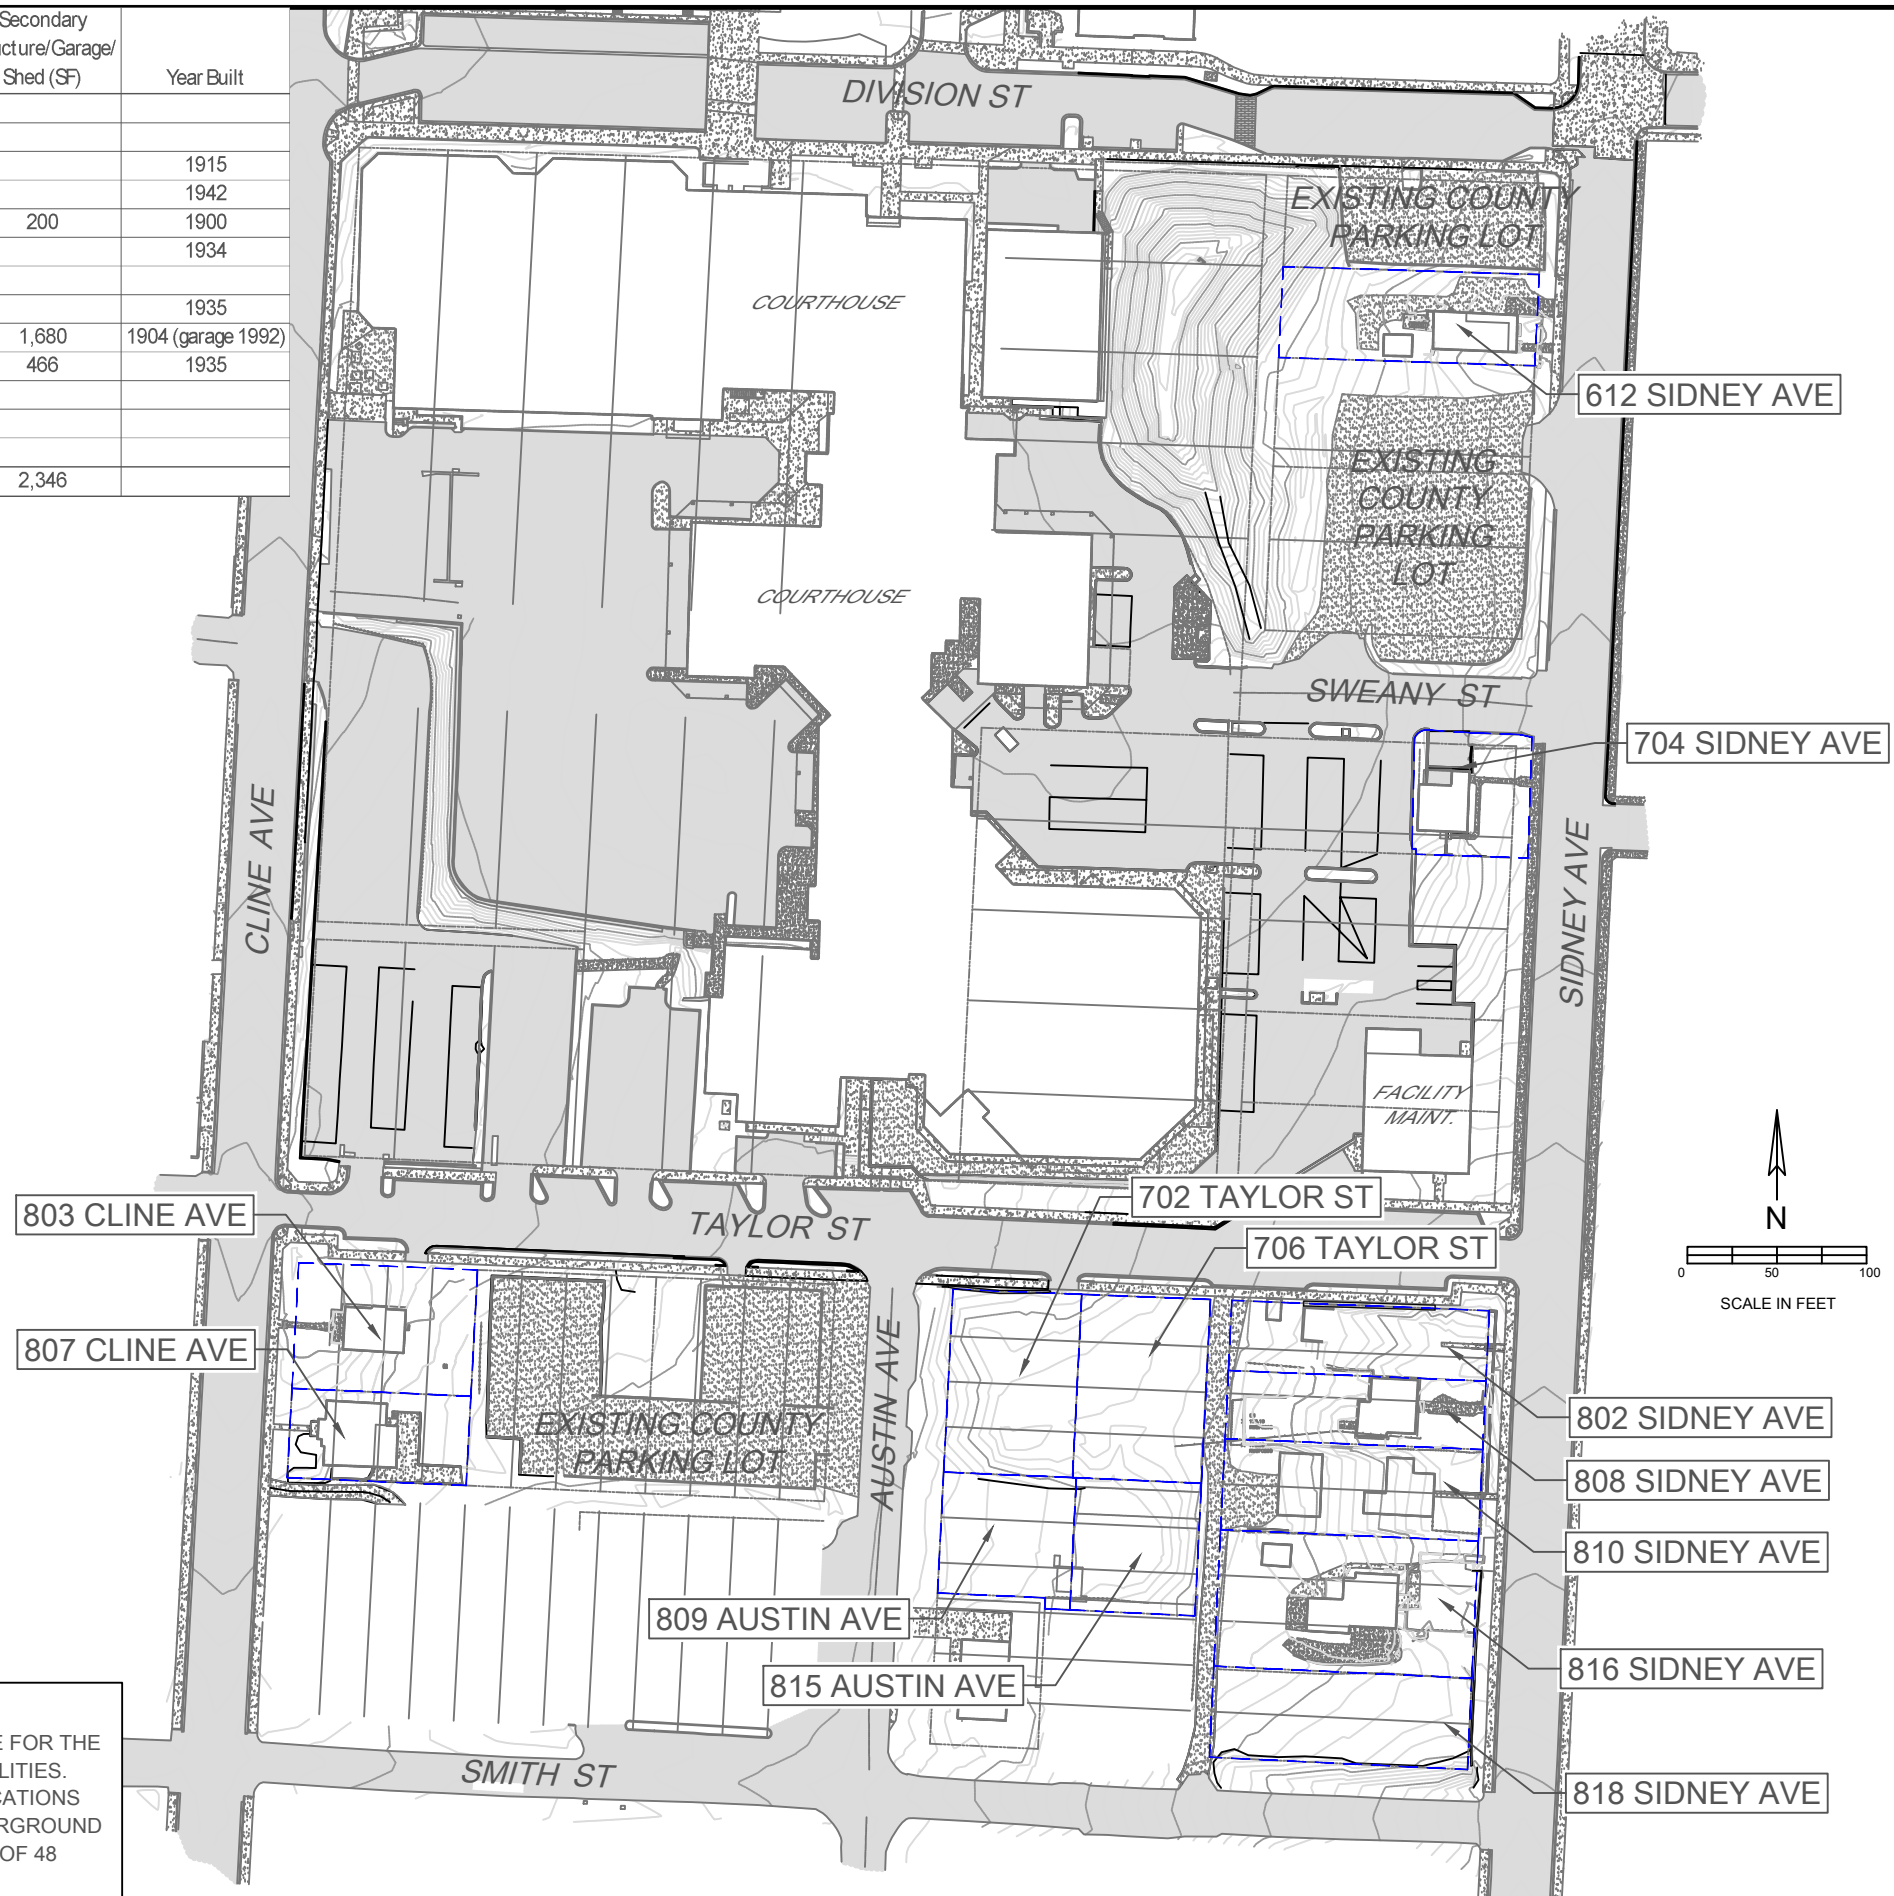 Secondary
ucture/Garage/
Shed (SF)
Year Built
1915
1942
200 1900
1934
1935
1,680 1904 (garage 1992)
466 1935
2,346
DIVISION ST
EXISTING COUNTY
PARKING LOT
COURTHOUSE
612 SIDNEY AVE
EXISTING
COUNTY
PARKING
LOT
COURTHOUSE
SWEANY ST
704 SIDNEY AVE
CLINE AVE
SIDNEY AVE
FACILITY
MAINT.
N
0 50 100
SCALE IN FEET
702 TAYLOR ST
803 CLINE AVE
TAYLOR ST
706 TAYLOR ST
807 CLINE AVE
AUSTIN AVE
EXISTING COUNTY
PARKING LOT
802 SIDNEY AVE
808 SIDNEY AVE
810 SIDNEY AVE
809 AUSTIN AVE
815 AUSTIN AVE
816 SIDNEY AVE
818 SIDNEY AVE
SMITH ST
E FOR THE
LITIES.
CATIONS
RGROUND
OF 48